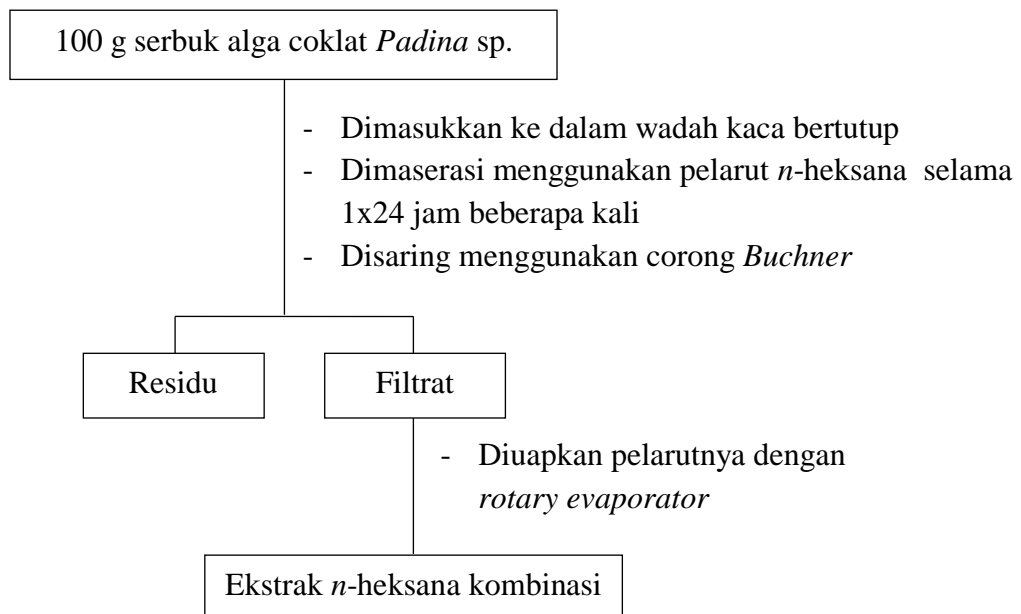 100 g serbuk alga coklat Padina sp.
- Dimasukkan ke dalam wadah kaca bertutup
- Dimaserasi menggunakan pelarut n-heksana selama
1x24 jam beberapa kali
- Disaring menggunakan corong Buchner
Residu
Filtrat
- Diuapkan pelarutnya dengan
rotary evaporator
Ekstrak n-heksana kombinasi